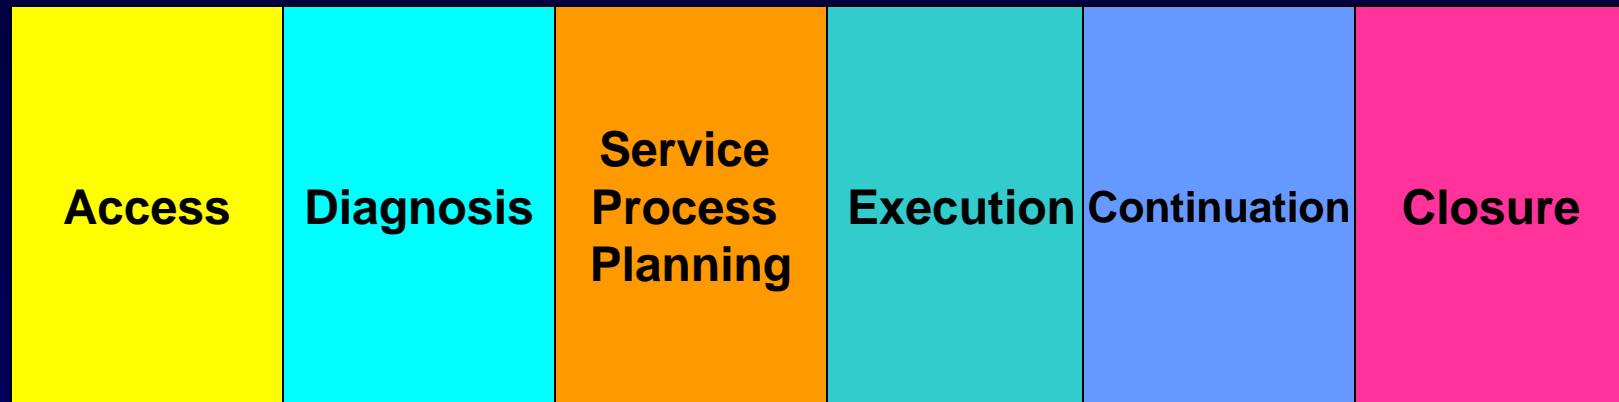 Access
Diagnosis
Service
Process
Planning
Execution
Continuation
Closure